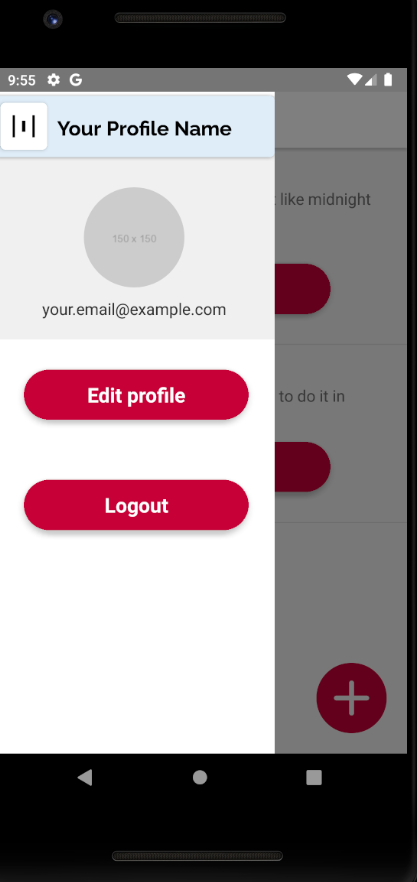 9:55
Your Profile Name
like midnight
150 x 150
your.email@example.com
Edit profile
to do it in
Logout